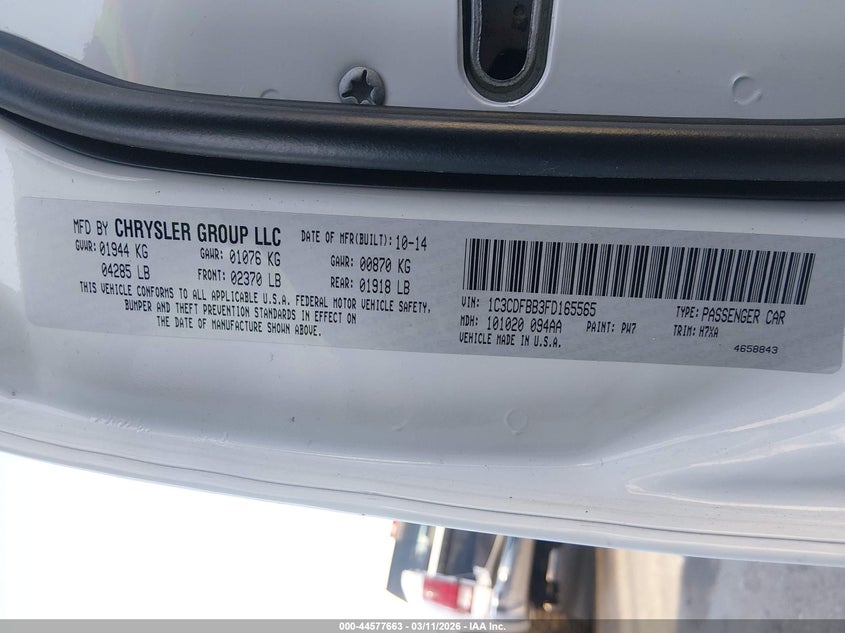 MFD BY CHRYSLER GROUP LLC DATE OF MFR(BUILT): 10-14
GVWR: 01944 KG GAWR: 01076 KG GAWR: 00870 KG
04285 LB FRONT: 02370 LB REAR: 01918 LB
THIS VEHICLE CONFORMS TO ALL APPLICABLE U.S.A. FEDERAL MOTOR VEHICLE SAFETY,
BUMPER AND THEFT PREVENTION STANDARDS IN EFFECT ON
THE DATE OF MANUFACTURE SHOWN ABOVE.
VIN: 1C3CDFBB3FD165565 TYPE: PASSENGER CAR
MDH: 101020 094AA PAINT: PW7 TRIM: H7XA
VEHICLE MADE IN U.S.A. 4658843
000-44577663 - 03/11/2026 - IAA Inc.